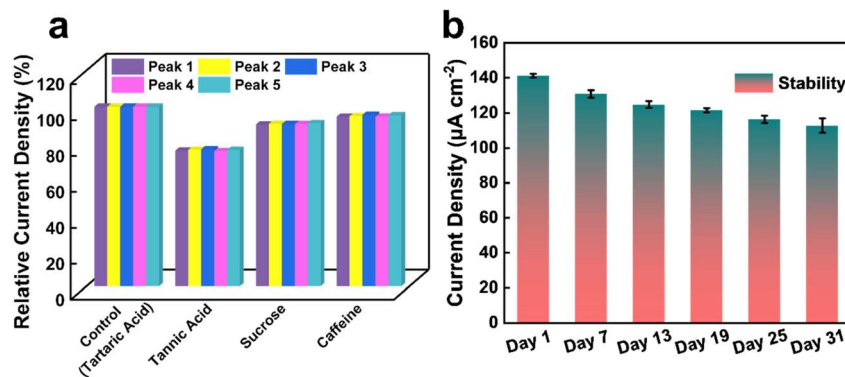 a
Peak 1 Peak 2 Peak 3
Peak 4 Peak 5
Relative Current Density (%)
120
100
80
60
40
20
0
Control
(Tartaric Acid)
Tannic Acid
Sucrose
Caffeine
b
Stability
Current Density (μA cm⁻²)
160
140
120
100
80
60
40
20
0
Day 1 Day 7 Day 13 Day 19 Day 25 Day 31